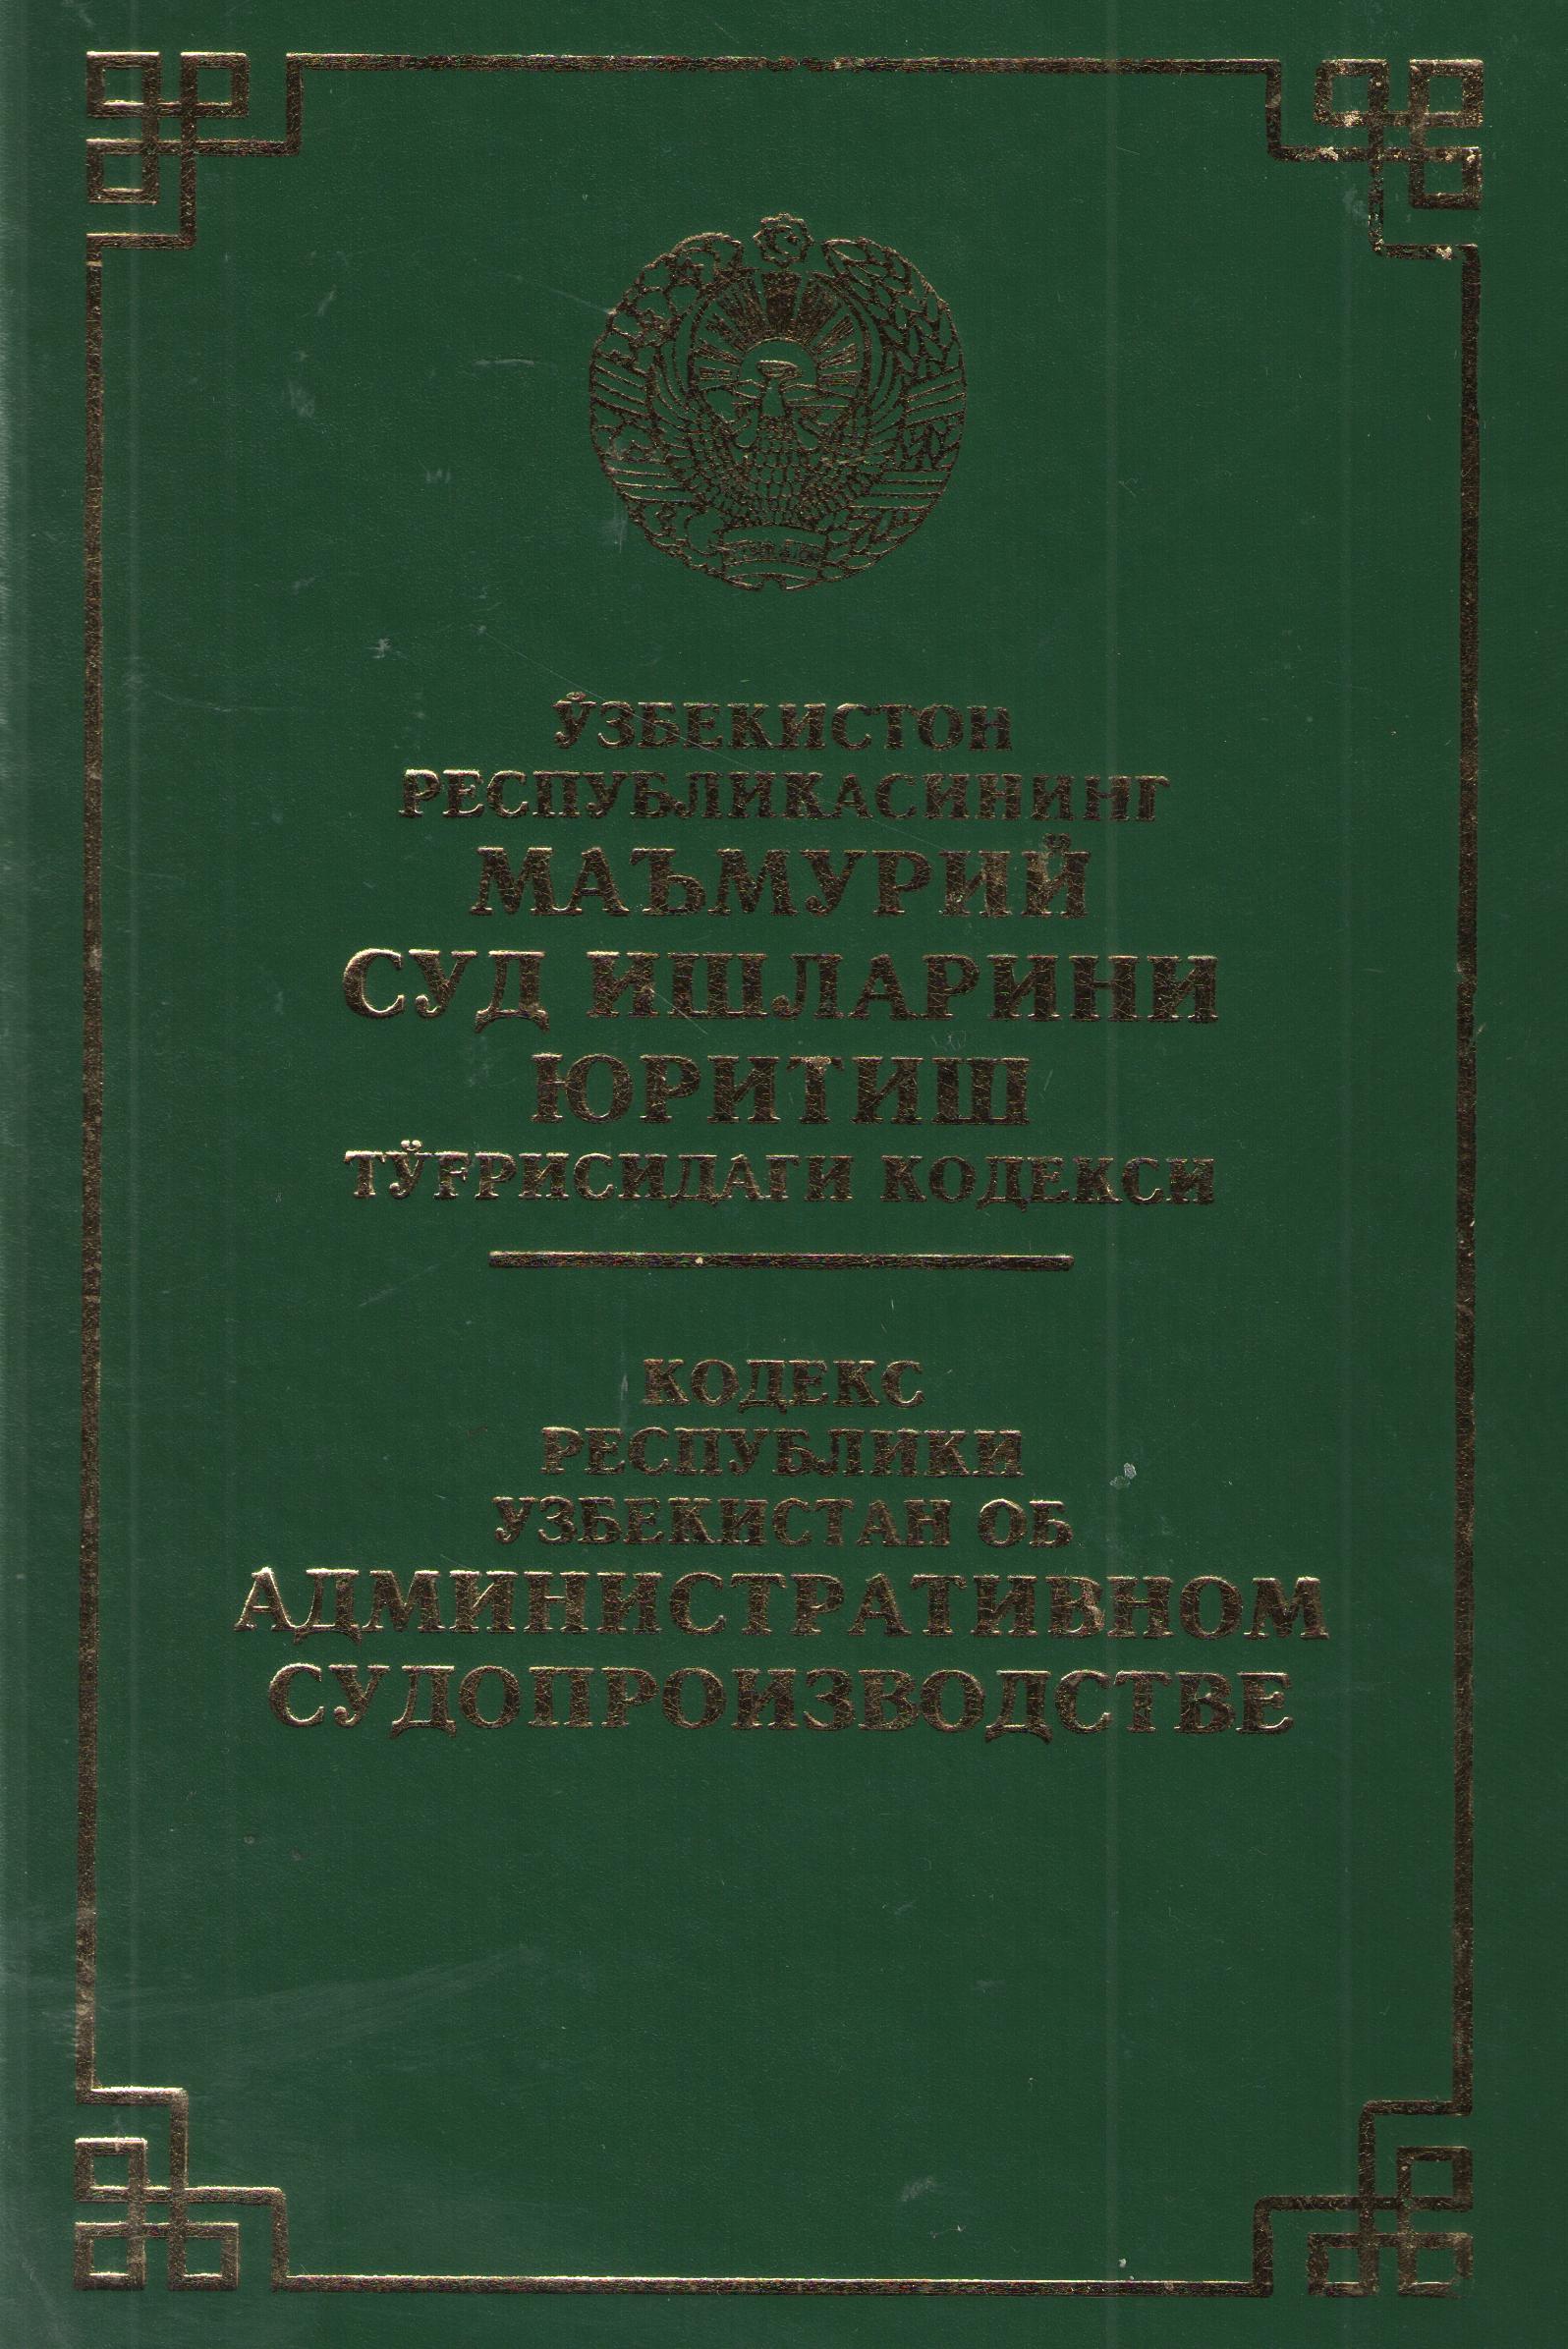 ЎЗБЕКИСТОН
РЕСПУБЛИКАСИНИНГ
МАЪМУРИЙ
СУД ИШЛАРИНИ
ЮРИТИШ
ТЎҒРИСИДАГИ КОДЕКСИ
КОДЕКС
РЕСПУБЛИКИ
УЗБЕКИСТАН ОБ
АДМИНИСТРАТИВНОМ
СУДОПРОИЗВОДСТВЕ